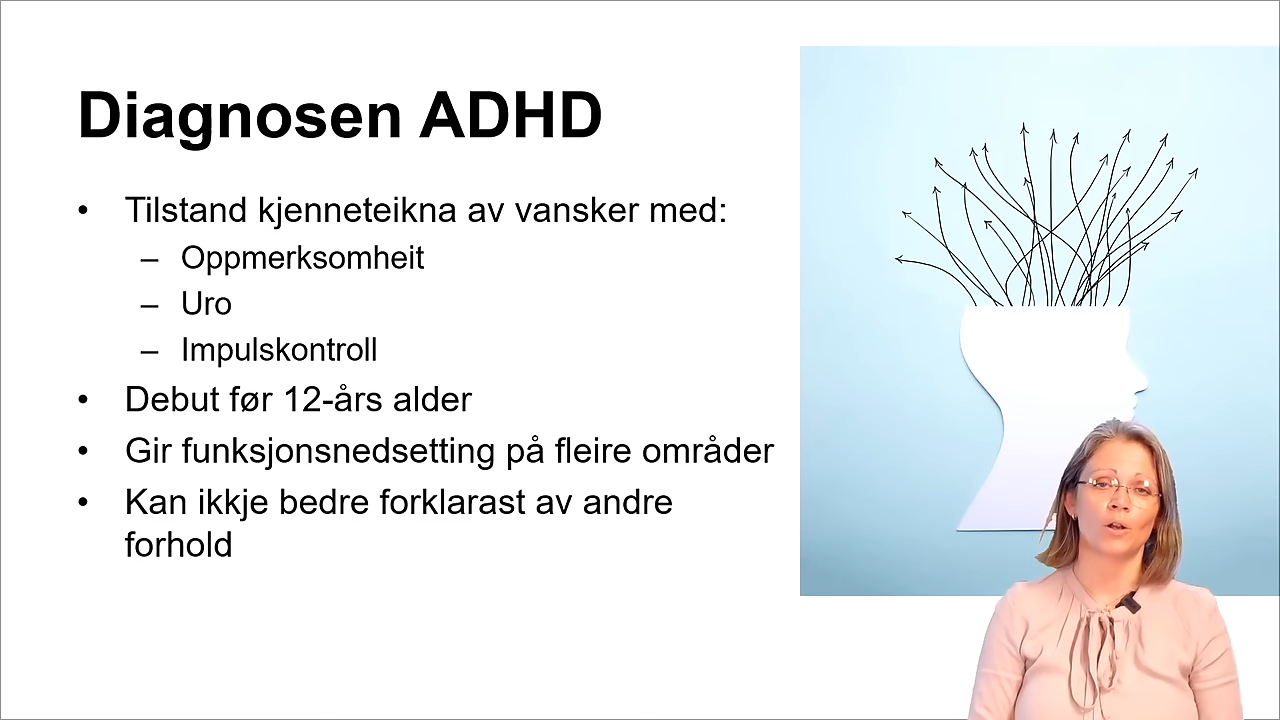 Diagnosen ADHD
• Tilstand kjenneteikna av vansker med:
– Oppmerksomheit
– Uro
– Impulskontroll
• Debut før 12-års alder
• Gir funksjonsnedsetting på fleire områder
• Kan ikkje bedre forklarast av andre
forhold